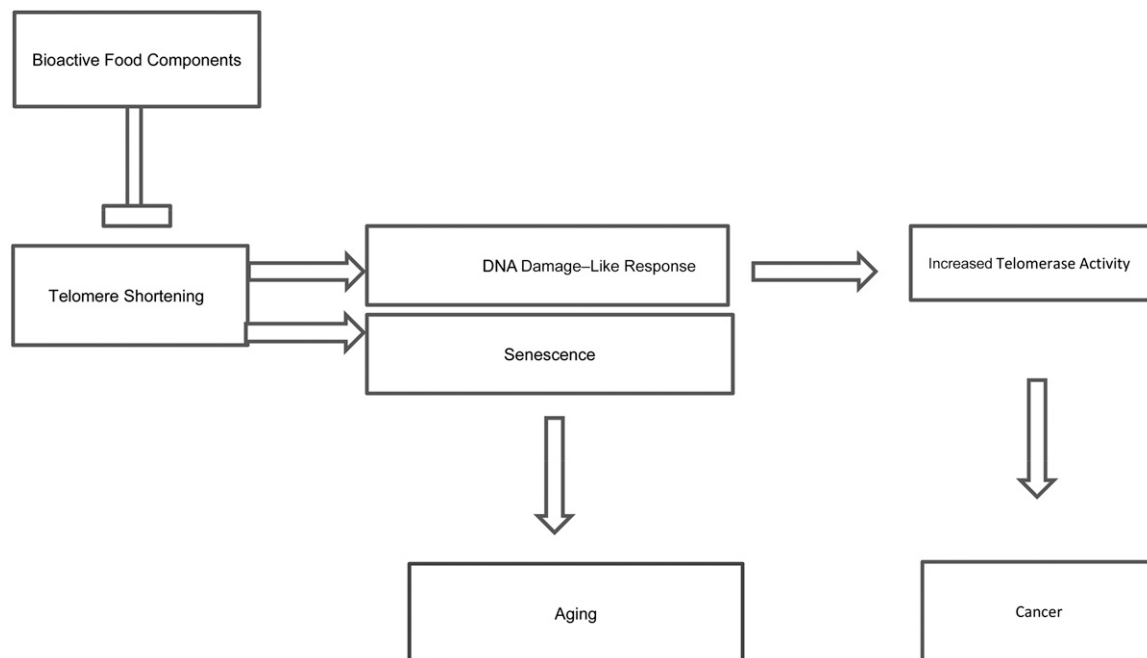 Bioactive Food Components
Telomere Shortening
DNA Damage–Like Response
Increased Telomerase Activity
Senescence
Aging
Cancer